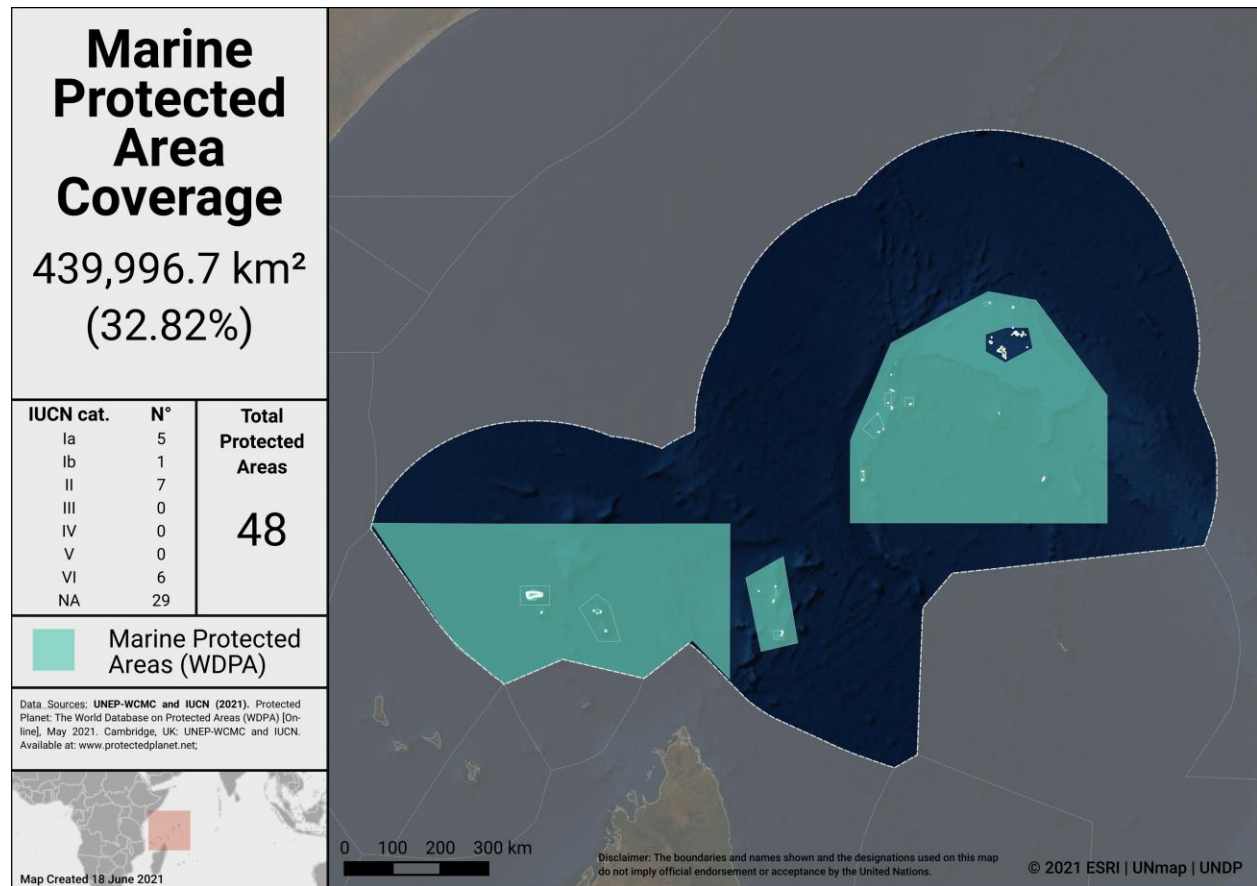 Marine
Protected
Area
Coverage
439,996.7 km²
(32.82%)
IUCN cat. N°
Ia 5
Ib 1
II 7
III 0
IV 0
V 0
VI 6
NA 29
Total
Protected
Areas
48
Marine Protected
Areas (WDPA)
Data Sources: UNEP-WCMC and IUCN (2021). Protected
Planet: The World Database on Protected Areas (WDPA) [On-
line], May 2021. Cambridge, UK: UNEP-WCMC and IUCN.
Available at: www.protectedplanet.net;
Map Created 18 June 2021
0 100 200 300 km
Disclaimer: The boundaries and names shown and the designations used on this map
do not imply official endorsement or acceptance by the United Nations.
© 2021 ESRI | UNmap | UNDP